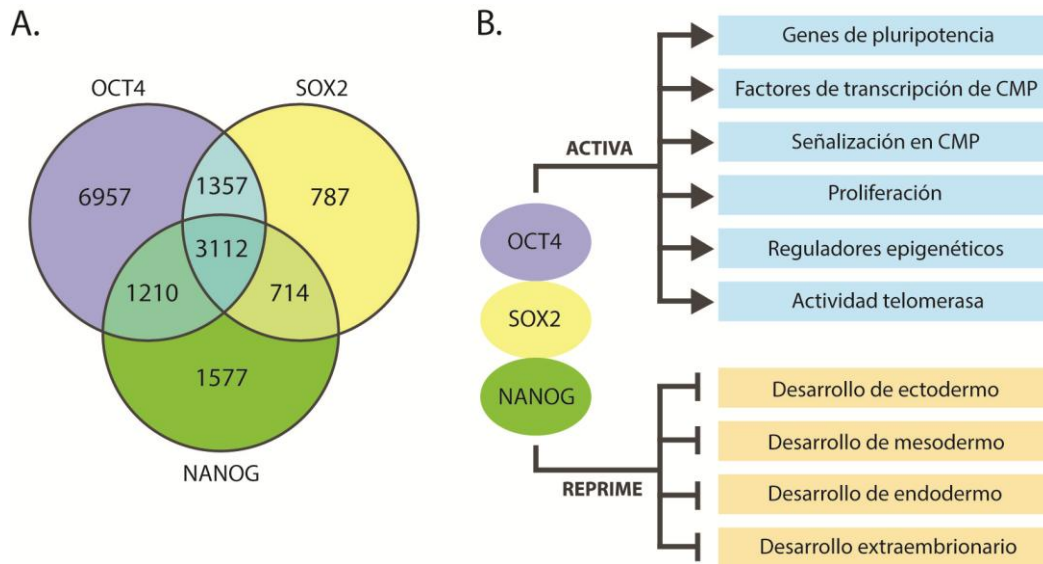 A.
OCT4
SOX2
6957
1357
787
3112
1210
714
1577
NANOG
B.
ACTIVA
OCT4
SOX2
NANOG
REPRIME
Genes de pluripotencia
Factores de transcripción de CMP
Señalización en CMP
Proliferación
Reguladores epigenéticos
Actividad telomerasa
Desarrollo de ectodermo
Desarrollo de mesodermo
Desarrollo de endodermo
Desarrollo extraembrionario